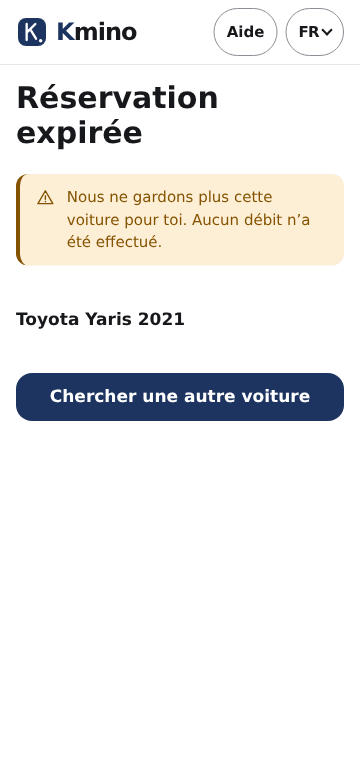 Kmino
Aide
FR
Réservation
expirée
Nous ne gardons plus cette
voiture pour toi. Aucun débit n’a
été effectué.
Toyota Yaris 2021
Chercher une autre voiture